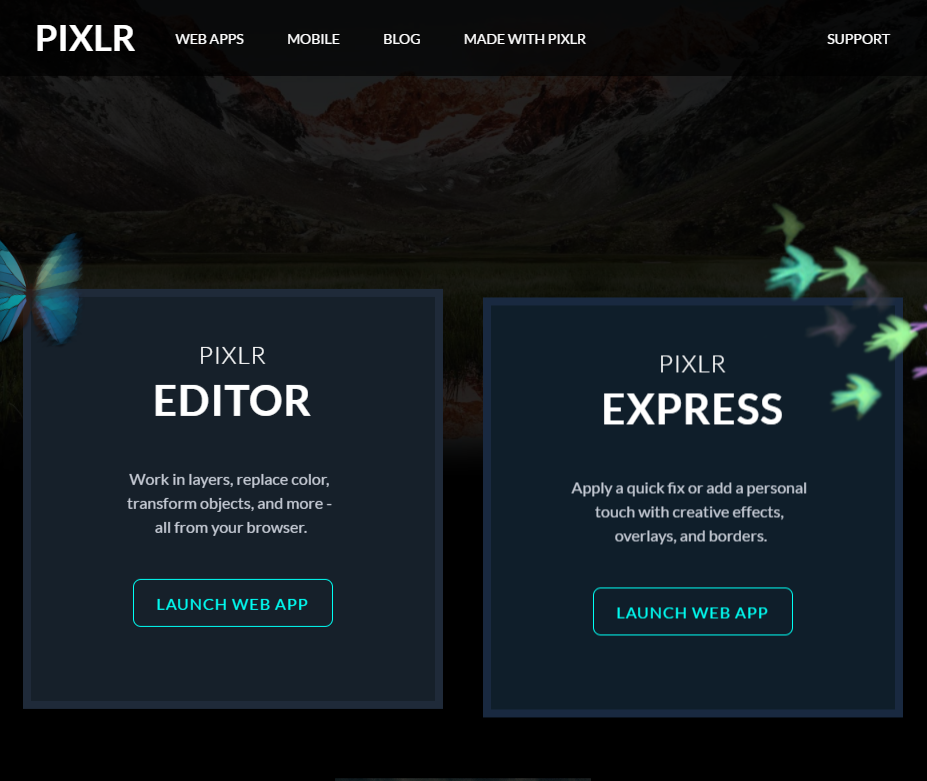 PIXLR WEB APPS MOBILE BLOG MADE WITH PIXLR SUPPORT
PIXLR
EDITOR
Work in layers, replace color,
transform objects, and more -
all from your browser.
LAUNCH WEB APP
PIXLR
EXPRESS
Apply a quick fix or add a personal
touch with creative effects,
overlays, and borders.
LAUNCH WEB APP